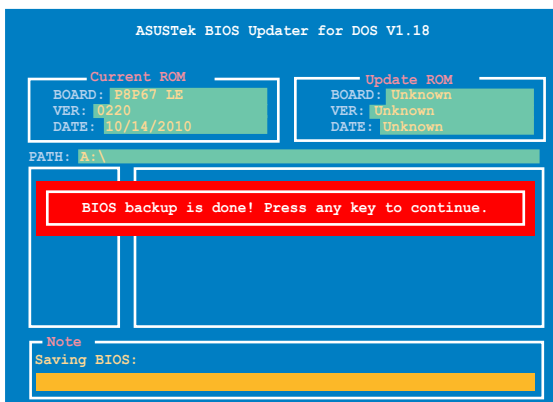 ASUSTek BIOS Updater for DOS V1.18
Current ROM
BOARD: P8P67 LE
VER: 0220
DATE: 10/14/2010
Update ROM
BOARD: Unknown
VER: Unknown
DATE: Unknown
PATH: A:\
BIOS backup is done! Press any key to continue.
Note
Saving BIOS: